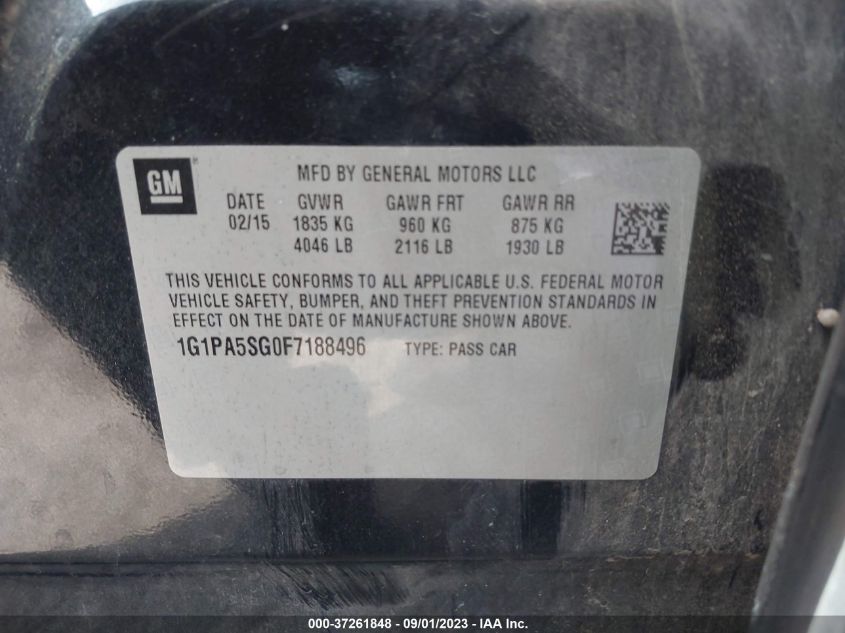 GM
MFD BY GENERAL MOTORS LLC
DATE GVWR GAWR FRT GAWR RR
02/15 1835 KG 960 KG 875 KG
4046 LB 2116 LB 1930 LB
THIS VEHICLE CONFORMS TO ALL APPLICABLE U.S. FEDERAL MOTOR
VEHICLE SAFETY, BUMPER, AND THEFT PREVENTION STANDARDS IN
EFFECT ON THE DATE OF MANUFACTURE SHOWN ABOVE.
1G1PA5SG0F7188496 TYPE: PASS CAR
000-37261848 - 09/01/2023 - IAA Inc.